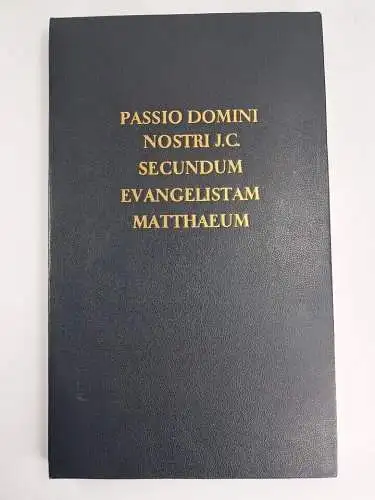 PASSIO DOMINI
NOSTRI J.C.
SECUNDUM
EVANGELISTAM
MATTHAEUM